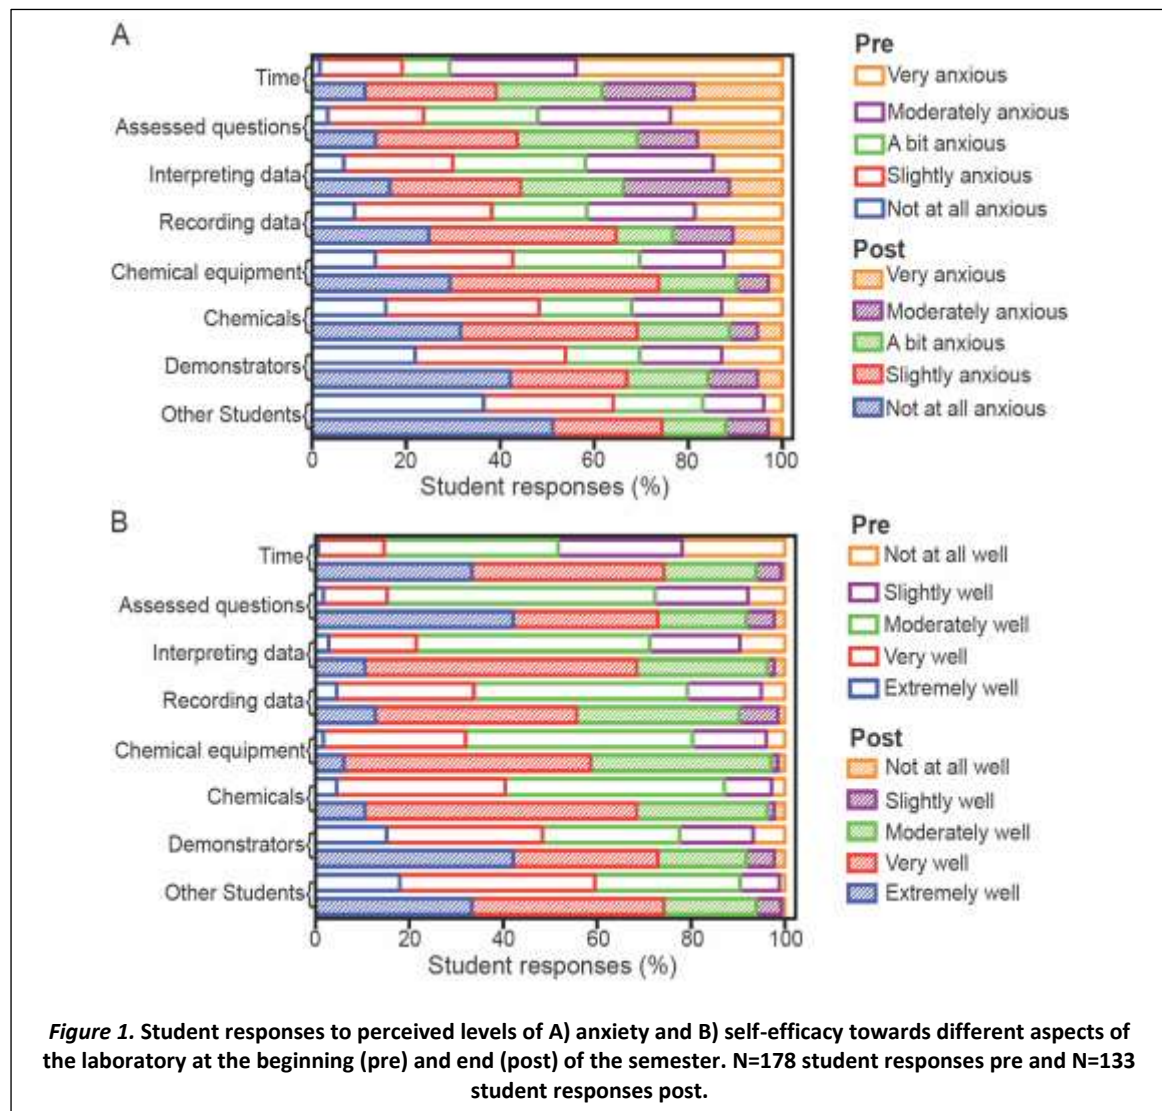 A
Time
Assessed questions
Interpreting data
Recording data
Chemical equipment
Chemicals
Demonstrators
Other Students
0 20 40 60 80 100
Student responses (%)
Pre
Very anxious
Moderately anxious
A bit anxious
Slightly anxious
Not at all anxious
Post
Very anxious
Moderately anxious
A bit anxious
Slightly anxious
Not at all anxious
B
Time
Assessed questions
Interpreting data
Recording data
Chemical equipment
Chemicals
Demonstrators
Other Students
0 20 40 60 80 100
Student responses (%)
Pre
Not at all well
Slightly well
Moderately well
Very well
Extremely well
Post
Not at all well
Slightly well
Moderately well
Very well
Extremely well
Figure 1. Student responses to perceived levels of A) anxiety and B) self-efficacy towards different aspects of
the laboratory at the beginning (pre) and end (post) of the semester. N=178 student responses pre and N=133
student responses post.